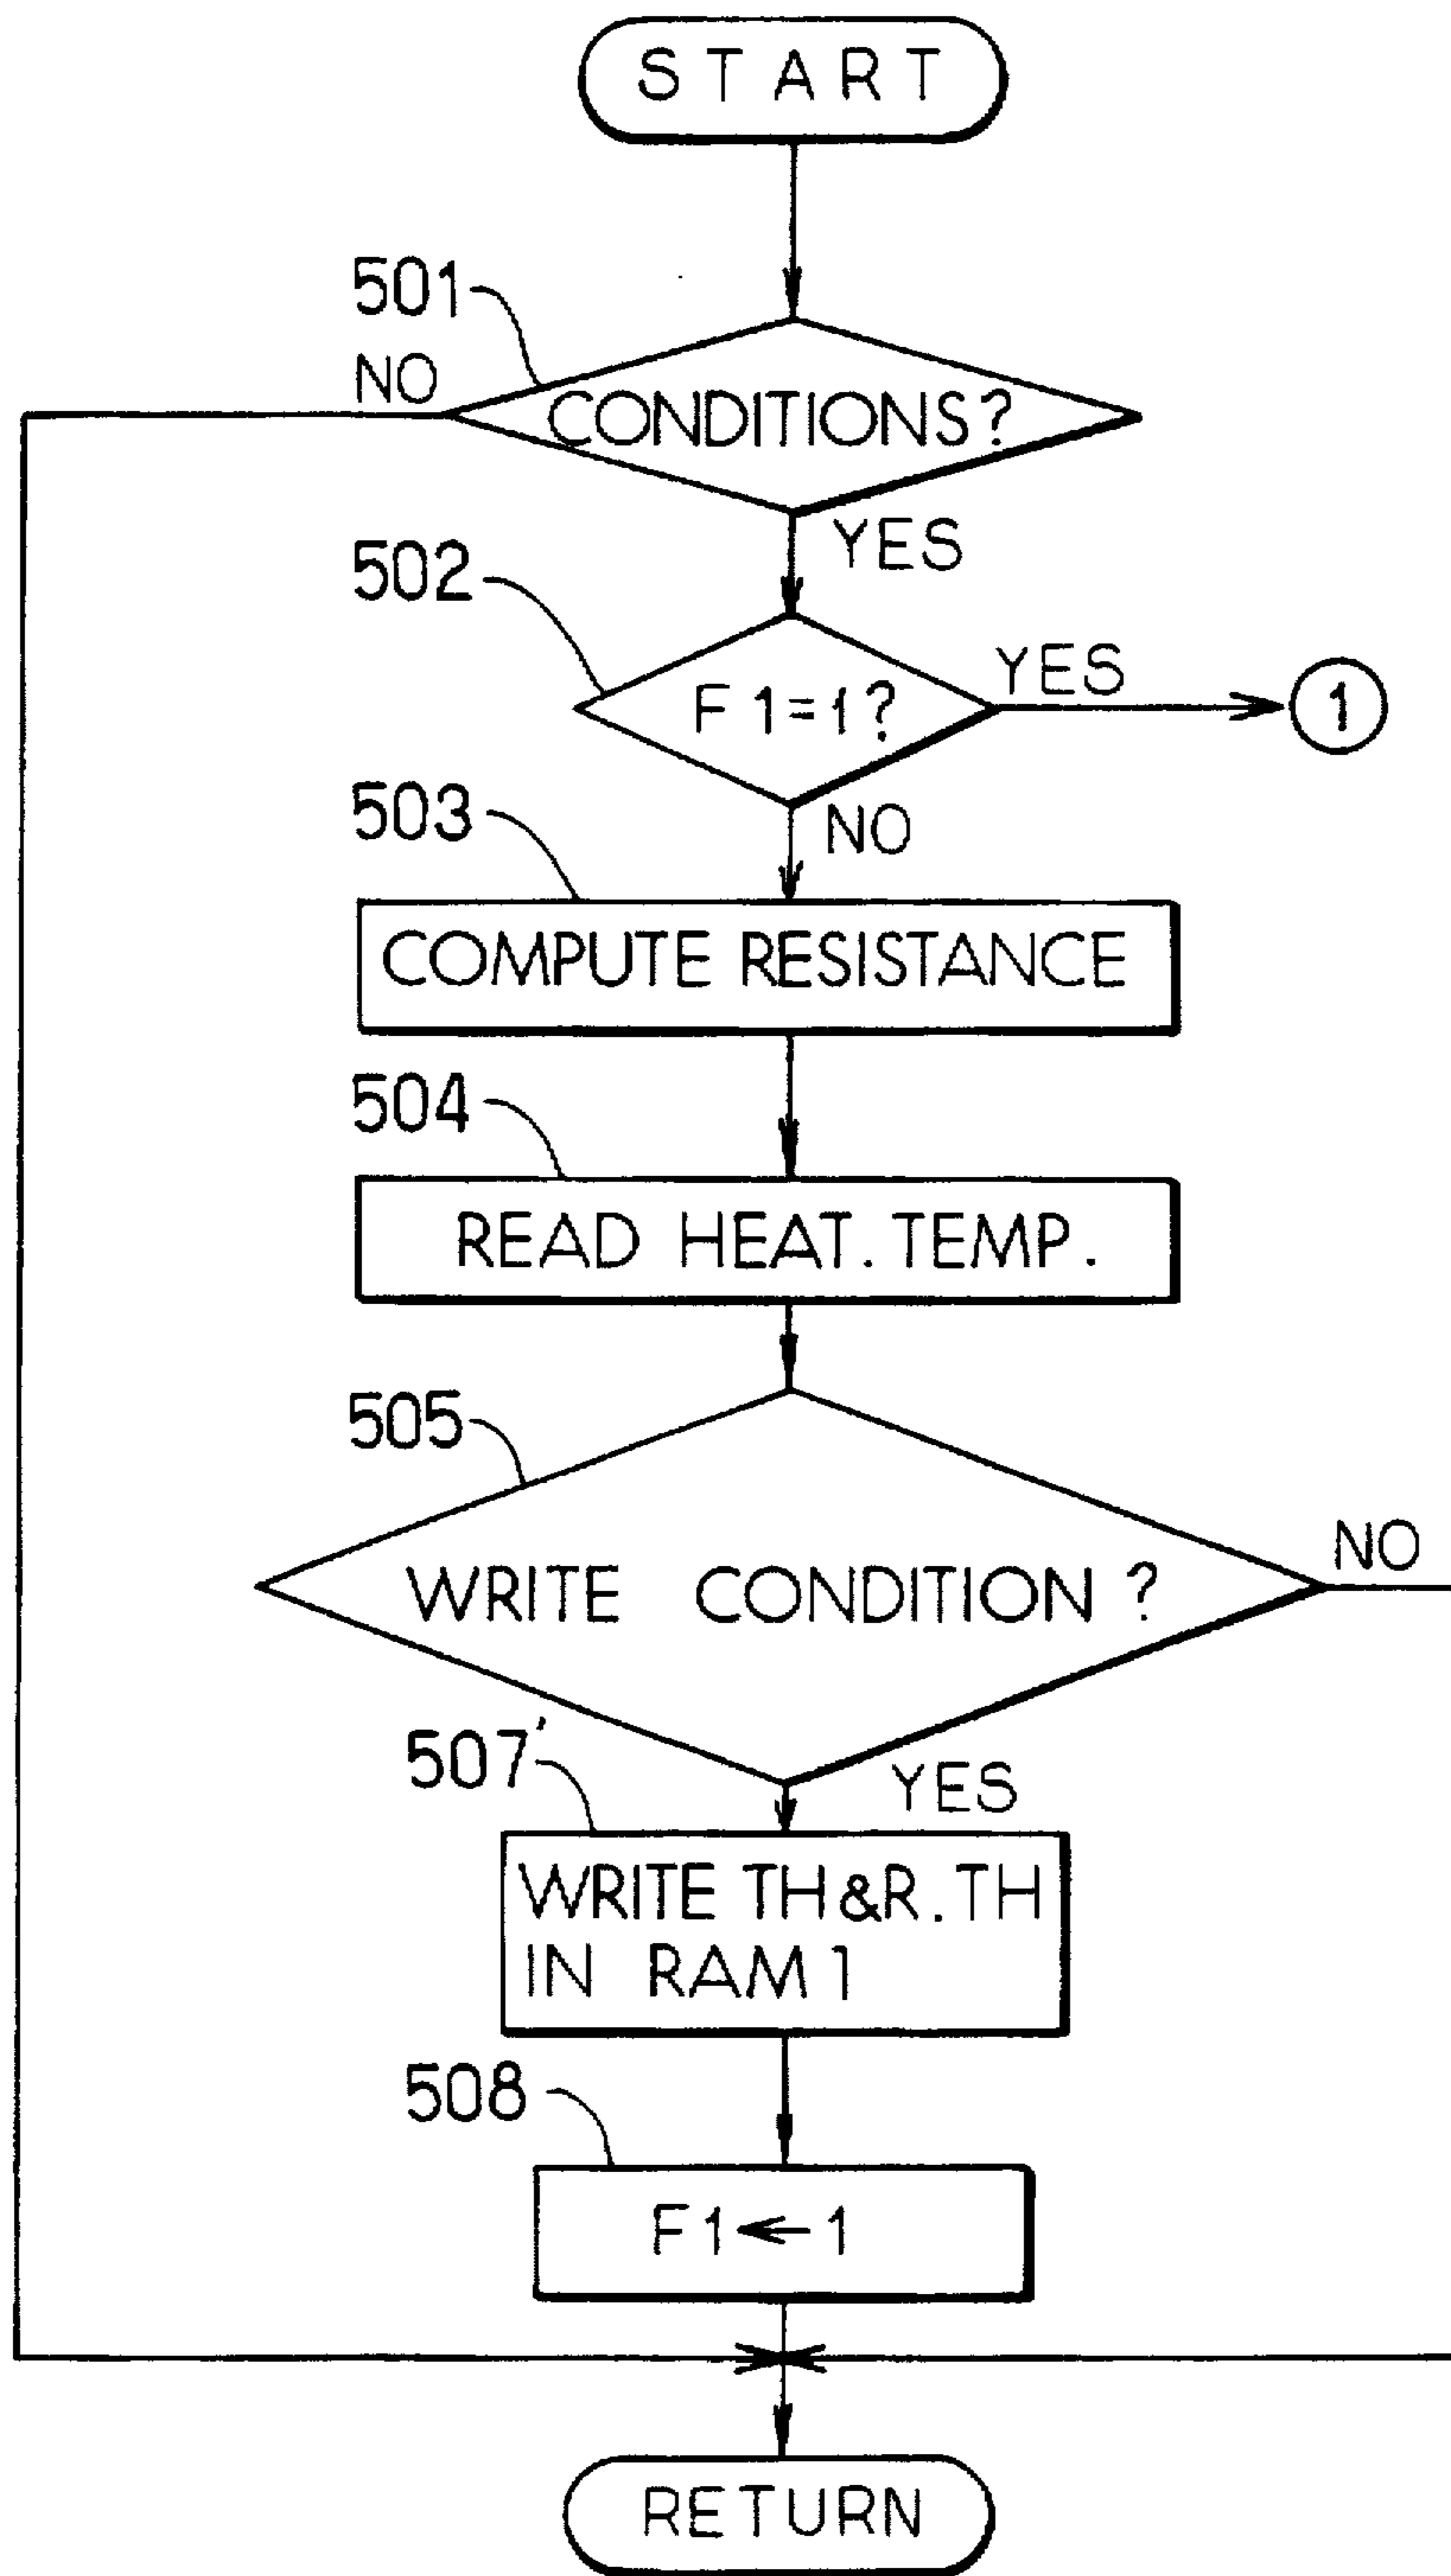 START
501
NO
CONDITIONS?
YES
502
F1=1?
YES
1
NO
503
COMPUTE RESISTANCE
504
READ HEAT. TEMP.
505
WRITE CONDITION?
NO
507'
YES
WRITE TH&R.TH
IN RAM1
508
F1←1
RETURN